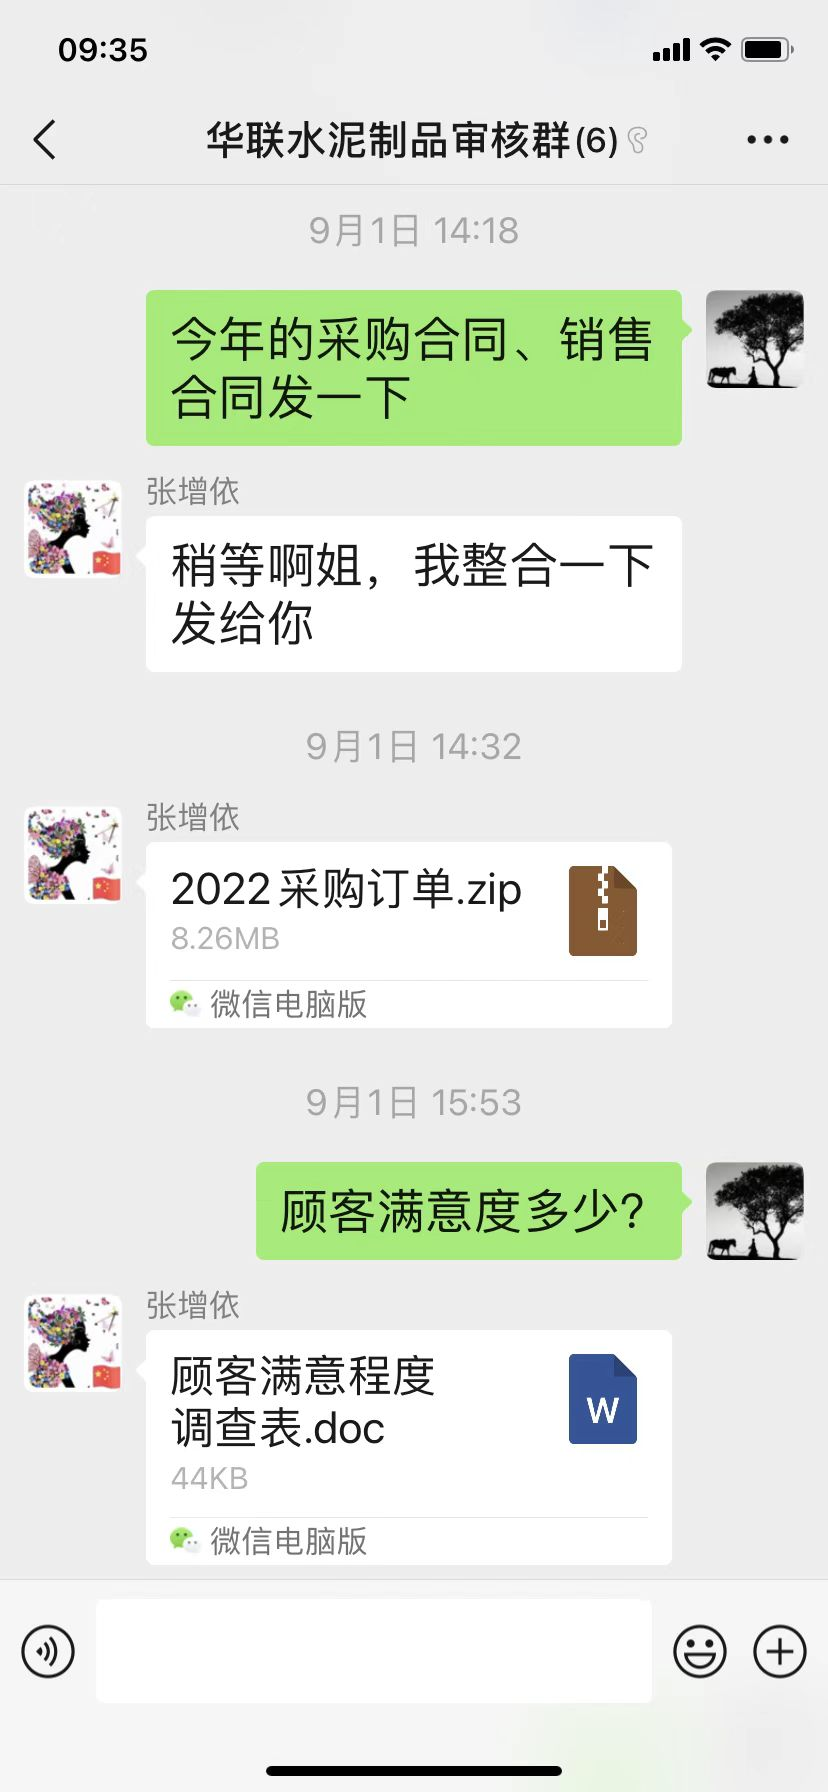 09:35
华联水泥制品审核群(6)
9月1日 14:18
今年的采购合同、销售
合同发一下
张增依
稍等啊姐，我整合一下
发给你
9月1日 14:32
张增依
2022采购订单.zip
8.26MB
微信电脑版
9月1日 15:53
顾客满意度多少?
张增依
顾客满意程度
调查表.doc
W
44KB
微信电脑版